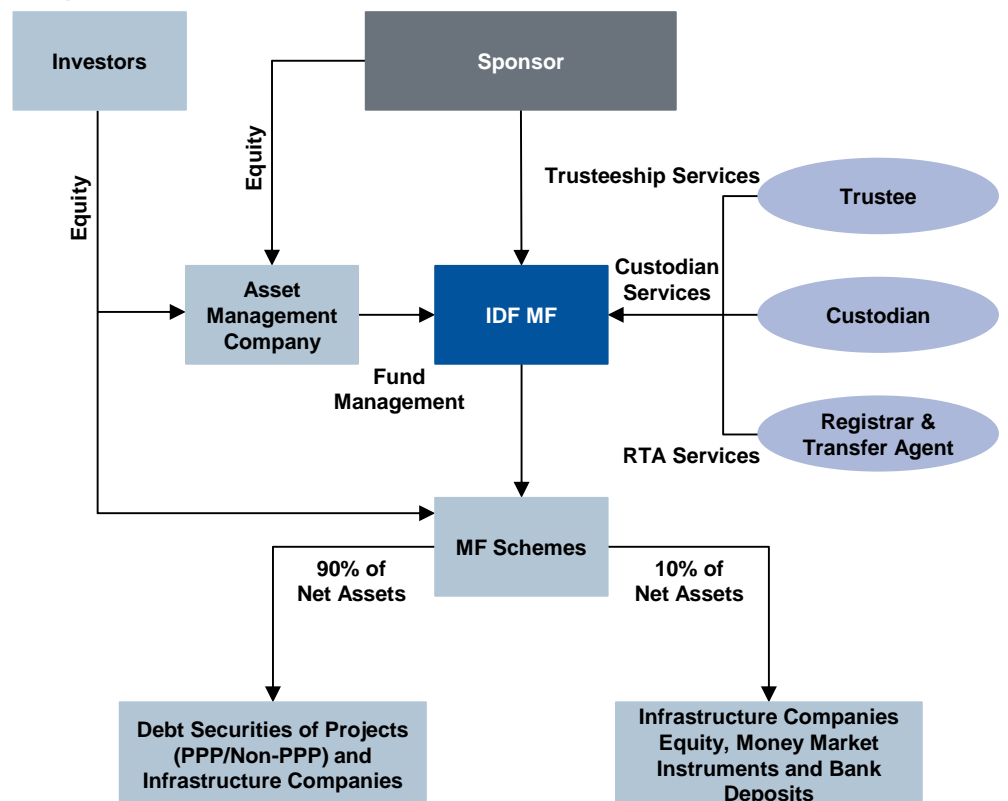 Investors
Sponsor
Equity
Equity
Trusteeship Services
Trustee
Asset
Management
Company
IDF MF
Custodian
Services
Custodian
Fund
Management
Registrar &
Transfer Agent
RTA Services
MF Schemes
90% of
Net Assets
10% of
Net Assets
Debt Securities of Projects
(PPP/Non-PPP) and
Infrastructure Companies
Infrastructure Companies
Equity, Money Market
Instruments and Bank
Deposits